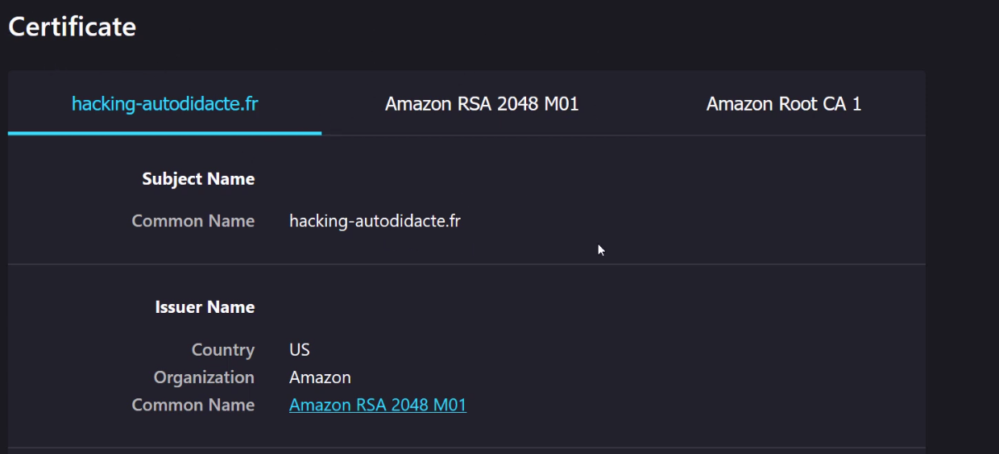 Certificate
hacking-autodidacte.fr Amazon RSA 2048 M01 Amazon Root CA 1
Subject Name
Common Name hacking-autodidacte.fr
Issuer Name
Country US
Organization Amazon
Common Name Amazon RSA 2048 M01